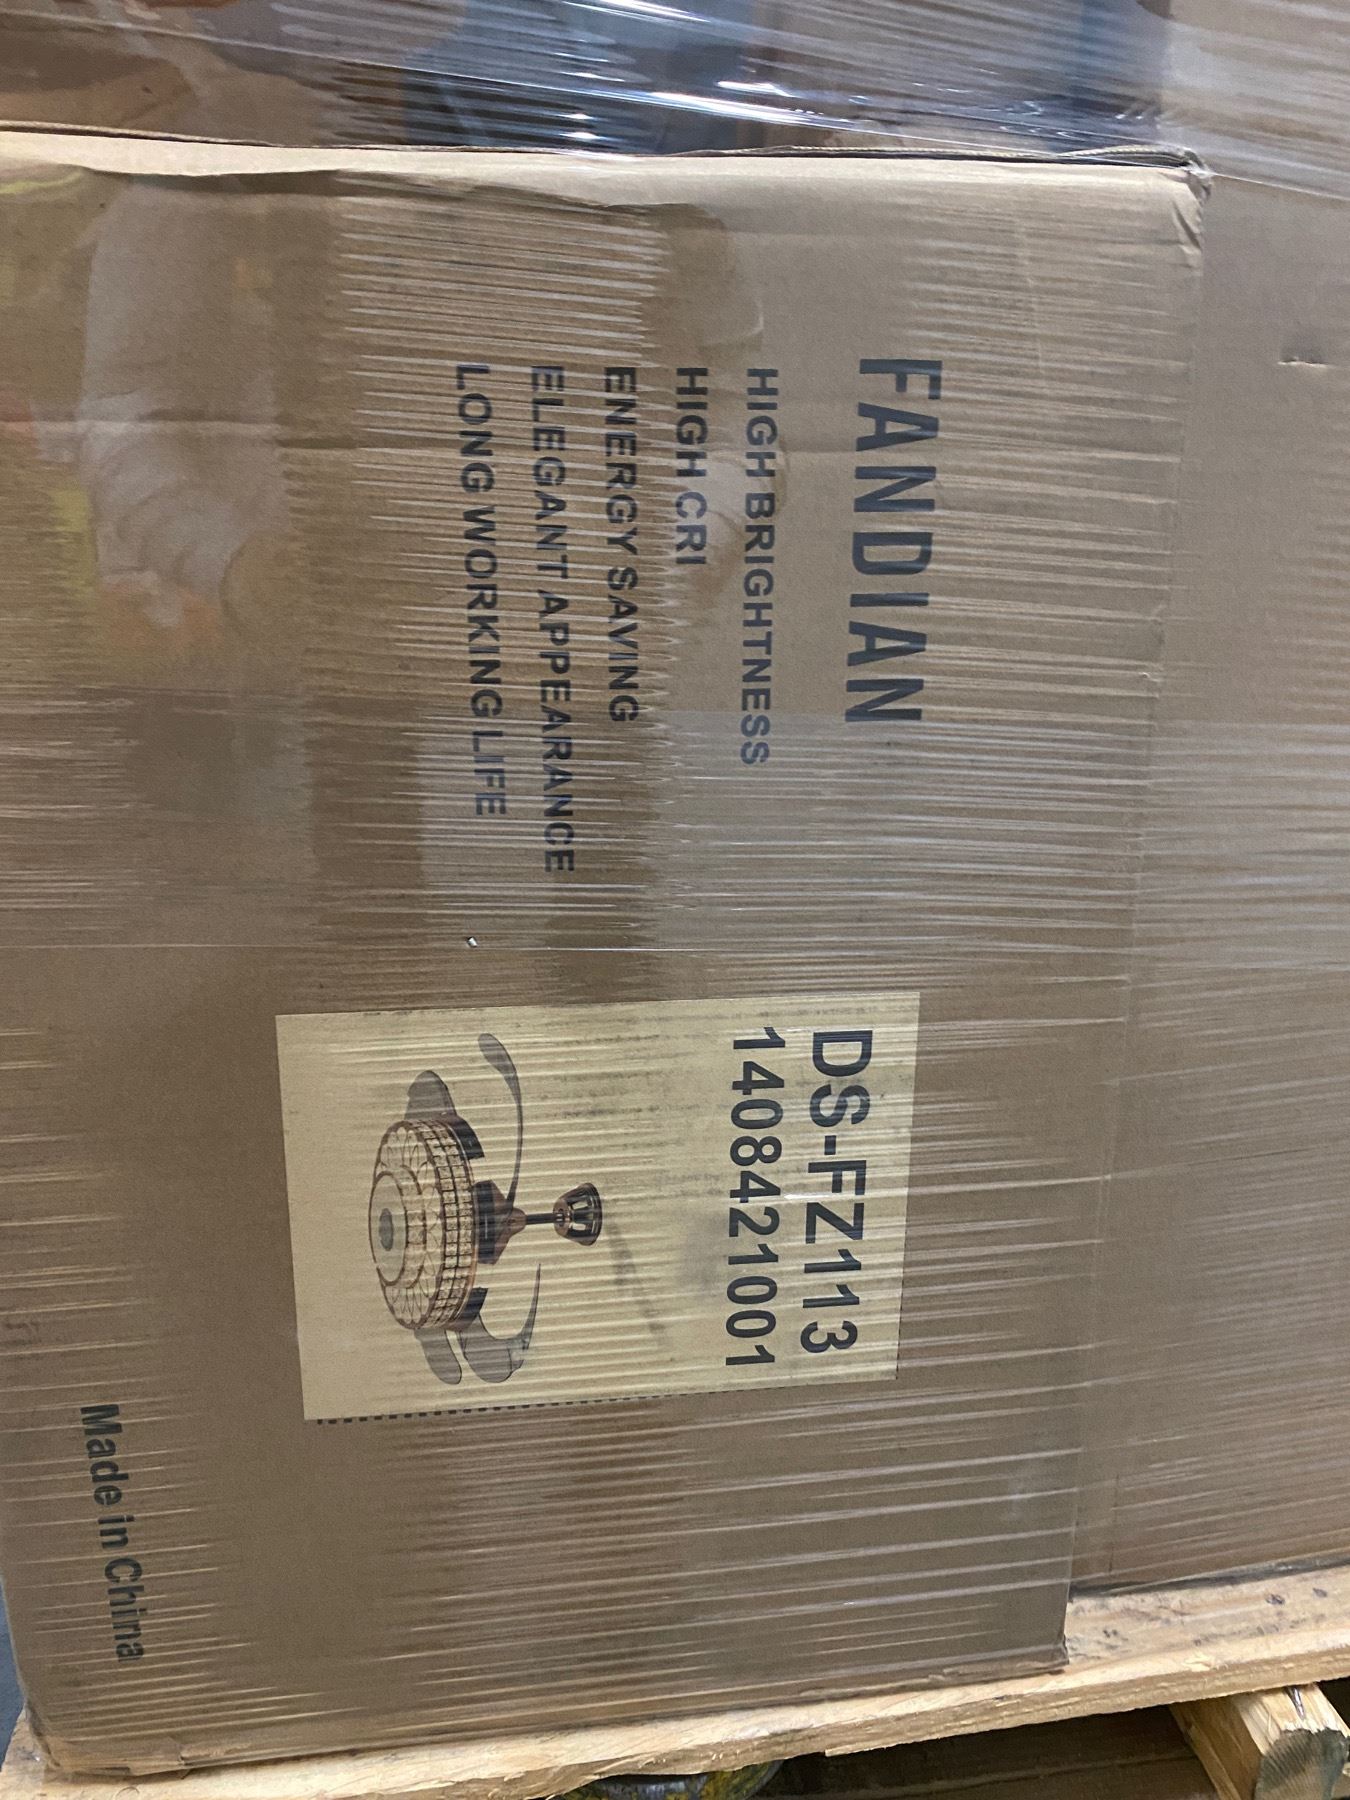 FANDIAN
HIGH BRIGHTNESS
HIGH CRI
ENERGY SAVING
ELEGANT APPEARANCE
LONG WORKING LIFE
DS-FZ113
1408421001
Made in China